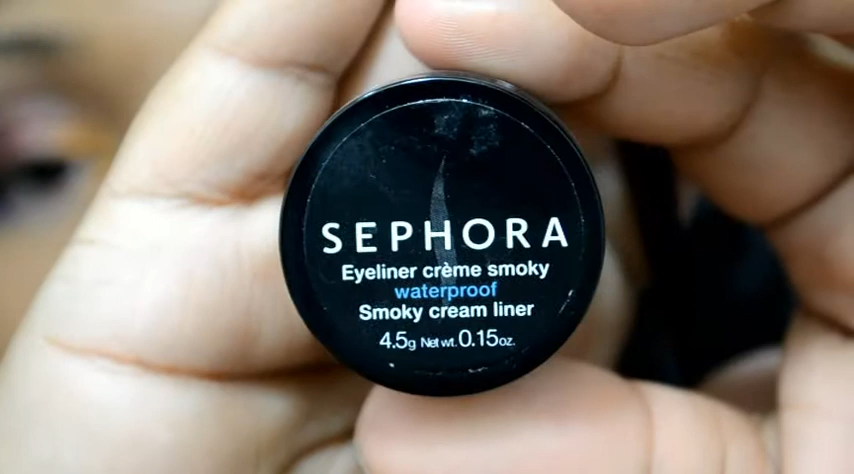 SEPHORA
Eyeliner crème smoky
waterproof
Smoky cream liner
4.5g Net wt. 0.15oz.